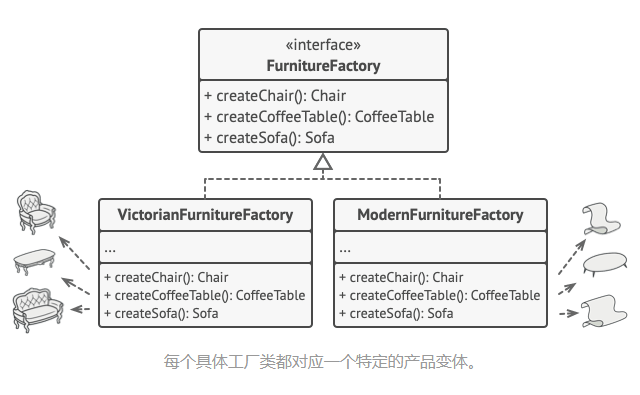 «interface»
FurnitureFactory
+ createChair(): Chair
+ createCoffeeTable(): CoffeeTable
+ createSofa(): Sofa
VictorianFurnitureFactory
...
+ createChair(): Chair
+ createCoffeeTable(): CoffeeTable
+ createSofa(): Sofa
ModernFurnitureFactory
...
+ createChair(): Chair
+ createCoffeeTable(): CoffeeTable
+ createSofa(): Sofa
每个具体工厂类都对应一个特定的产品变体。